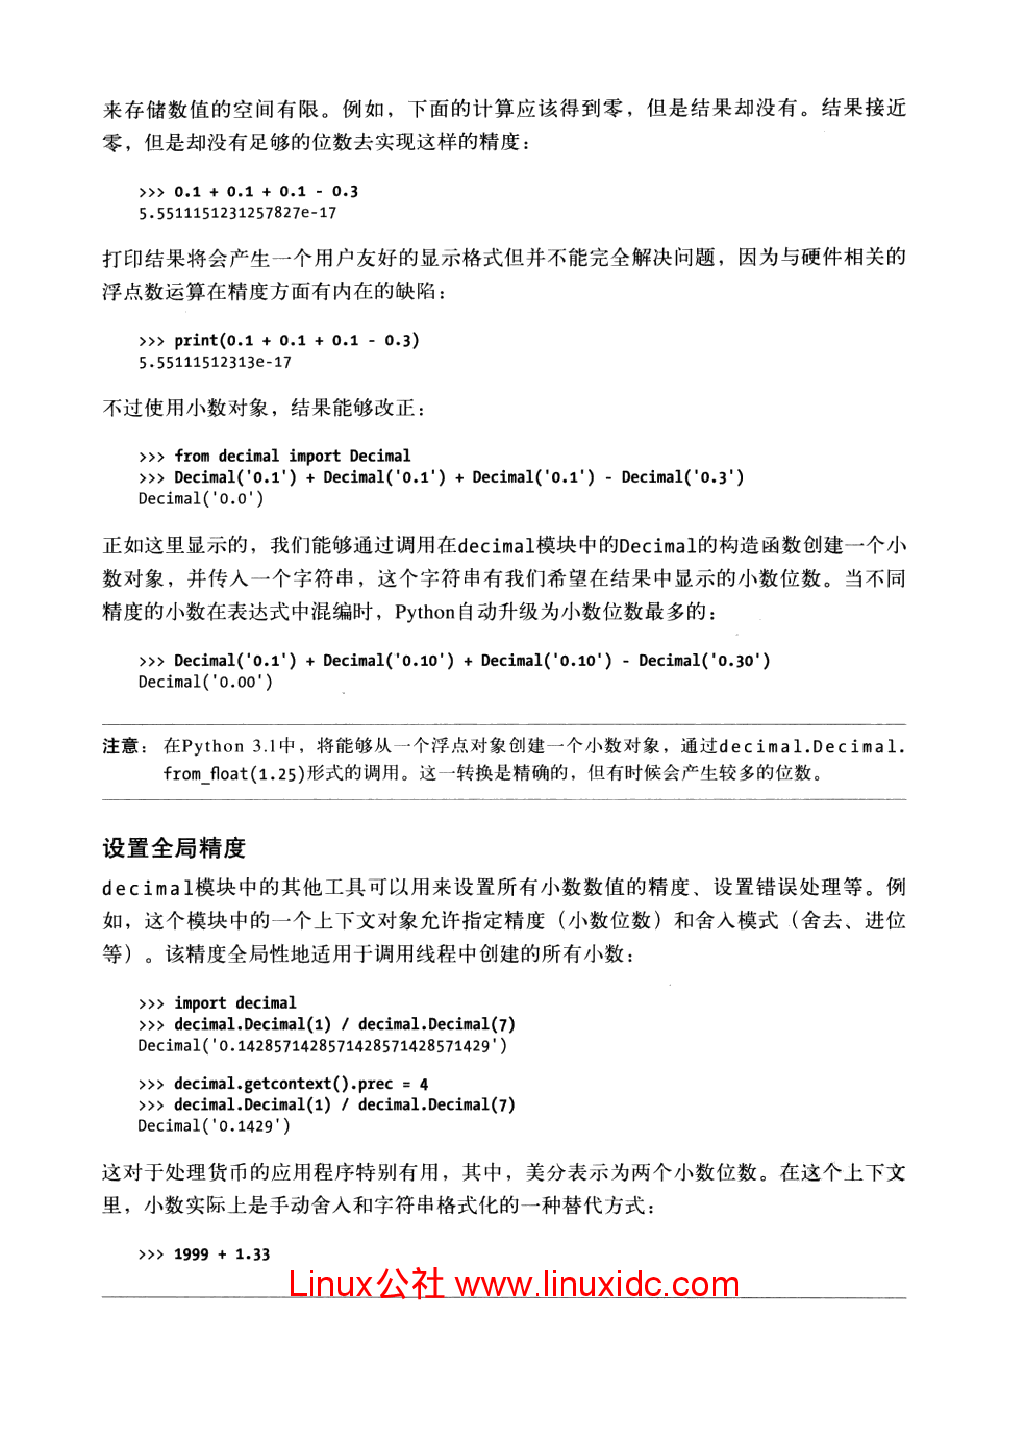 来存储数值的空间有限。例如，下面的计算应该得到零，但是结果却没有。结果接近
零，但是却没有足够的位数去实现这样的精度：
>>> 0.1 + 0.1 + 0.1 - 0.3
5.5511151231257827e-17
打印结果将会产生一个用户友好的显示格式但并不能完全解决问题，因为与硬件相关的
浮点数运算在精度方面有内在的缺陷：
>>> print(0.1 + 0.1 + 0.1 - 0.3)
5.55111512313e-17
不过使用小数对象，结果能够改正：
>>> from decimal import Decimal
>>> Decimal('0.1') + Decimal('0.1') + Decimal('0.1') - Decimal('0.3')
Decimal('0.0')
正如这里显示的，我们能够通过调用在decimal模块中的Decimal的构造函数创建一个小
数对象，并传入一个字符串，这个字符串有我们希望在结果中显示的小数位数。当不同
精度的小数在表达式中混编时，Python自动升级为小数位数最多的：
>>> Decimal('0.1') + Decimal('0.10') + Decimal('0.10') - Decimal('0.30')
Decimal('0.00')
注意： 在Python 3.1中，将能够从一个浮点对象创建一个小数对象，通过decimal.Decimal.
from_float(1.25)形式的调用。这一转换是精确的，但有时候会产生较多的位数。
设置全局精度
decimal模块中的其他工具可以用来设置所有小数数值的精度、设置错误处理等。例
如，这个模块中的一个上下文对象允许指定精度（小数位数）和舍入模式（舍去、进位
等）。该精度全局性地适用于调用线程中创建的所有小数：
>>> import decimal
>>> decimal.Decimal(1) / decimal.Decimal(7)
Decimal('0.1428571428571428571428571429')
>>> decimal.getcontext().prec = 4
>>> decimal.Decimal(1) / decimal.Decimal(7)
Decimal('0.1429')
这对于处理货币的应用程序特别有用，其中，美分表示为两个小数位数。在这个上下文
里，小数实际上是手动舍入和字符串格式化的一种替代方式：
>>> 1999 + 1.33
Linux公社 www.linuxidc.com